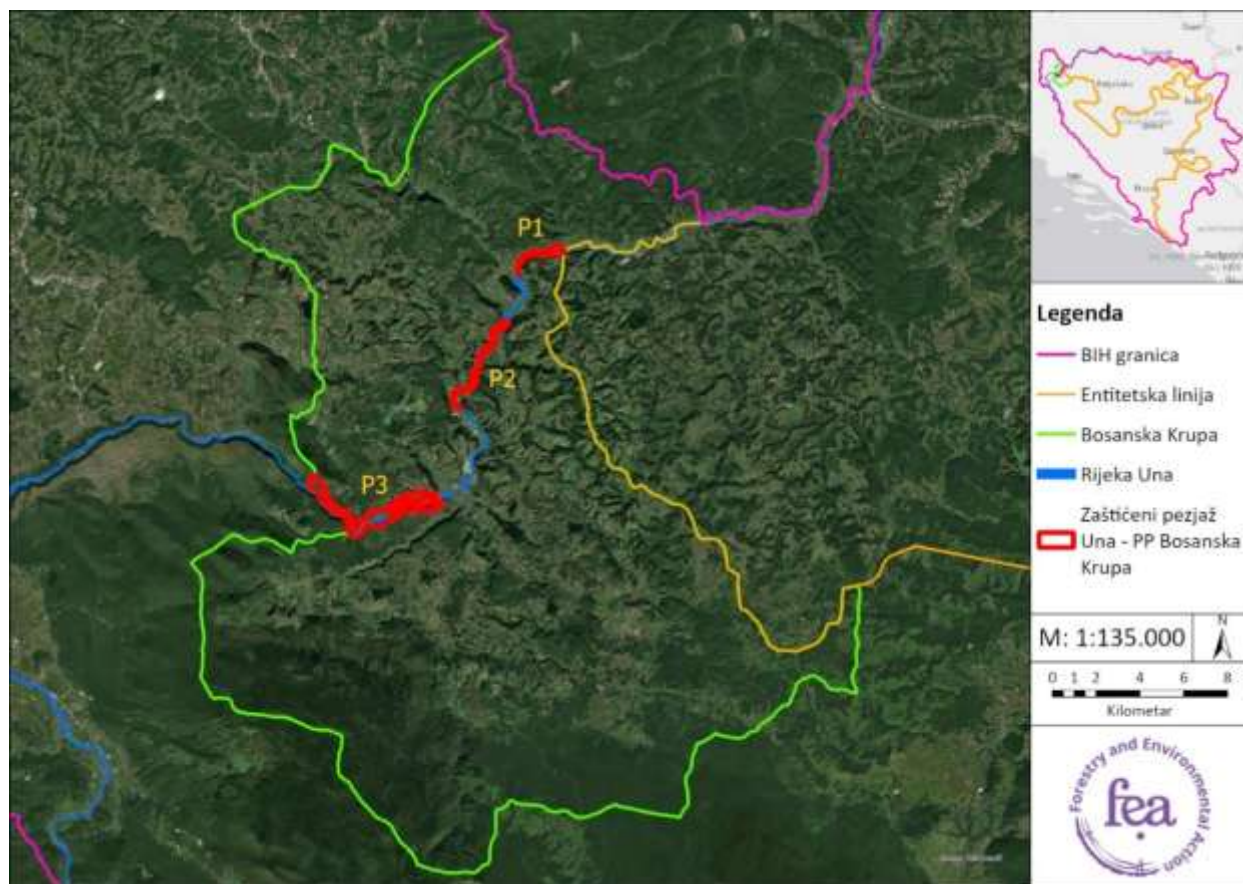 P1
P2
P3
Legenda
BIH granica
Entitetska linija
Bosanska Krupa
Rijeka Una
Zaštićeni pezjaž
Una - PP Bosanska
Krupa
M: 1:135.000
N
0 1 2 4 6 8
Kilometar
Forestry and Environmental Action
fea